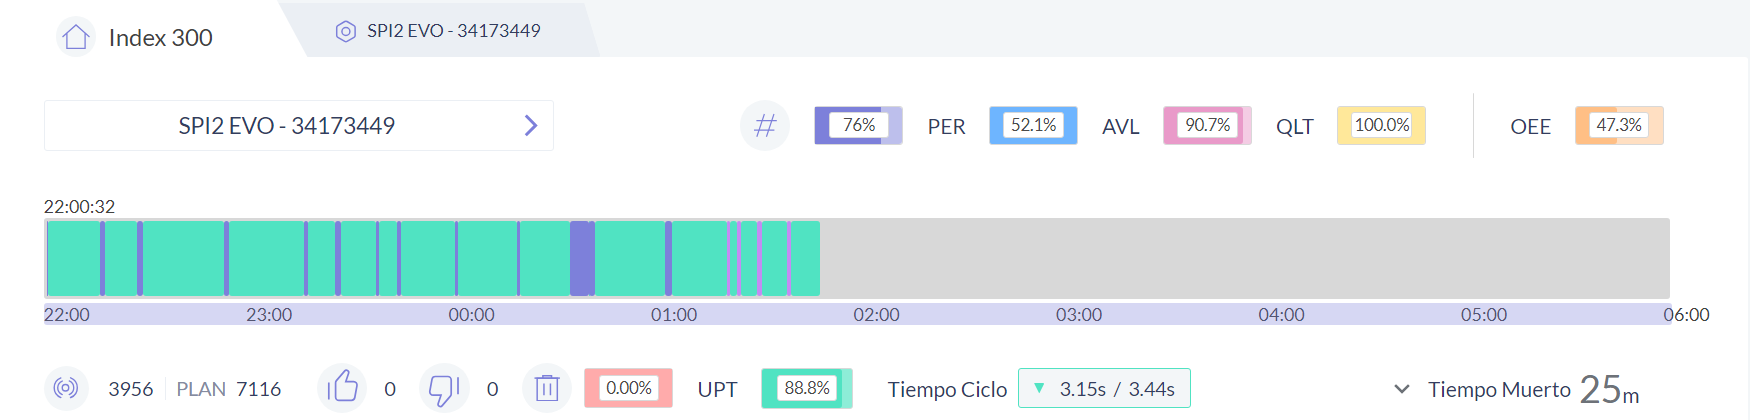 Index 300
SPI2 EVO - 34173449
SPI2 EVO - 34173449
# 76% PER 52.1% AVL 90.7% QLT 100.0% OEE 47.3%
22:00:32
22:00 23:00 00:00 01:00 02:00 03:00 04:00 05:00 06:00
3956 PLAN 7116 0 0 0.00% UPT 88.8% Tiempo Ciclo ▼ 3.15s / 3.44s Tiempo Muerto 25m